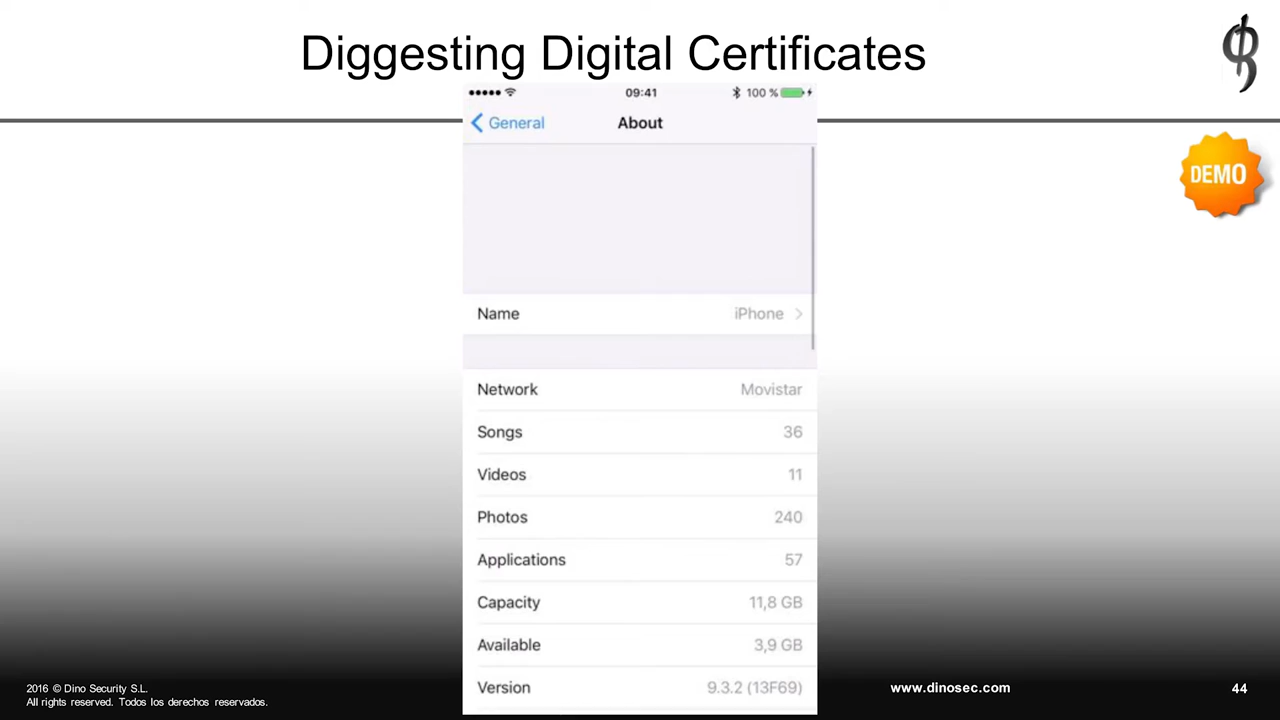 Diggesting Digital Certificates
09:41
100 %
General
About
DEMO
Name iPhone
Network Movistar
Songs 36
Videos 11
Photos 240
Applications 57
Capacity 11,8 GB
Available 3,9 GB
Version 9.3.2 (13F69)
2016 © Dino Security S.L.
All rights reserved. Todos los derechos reservados.
www.dinosec.com
44